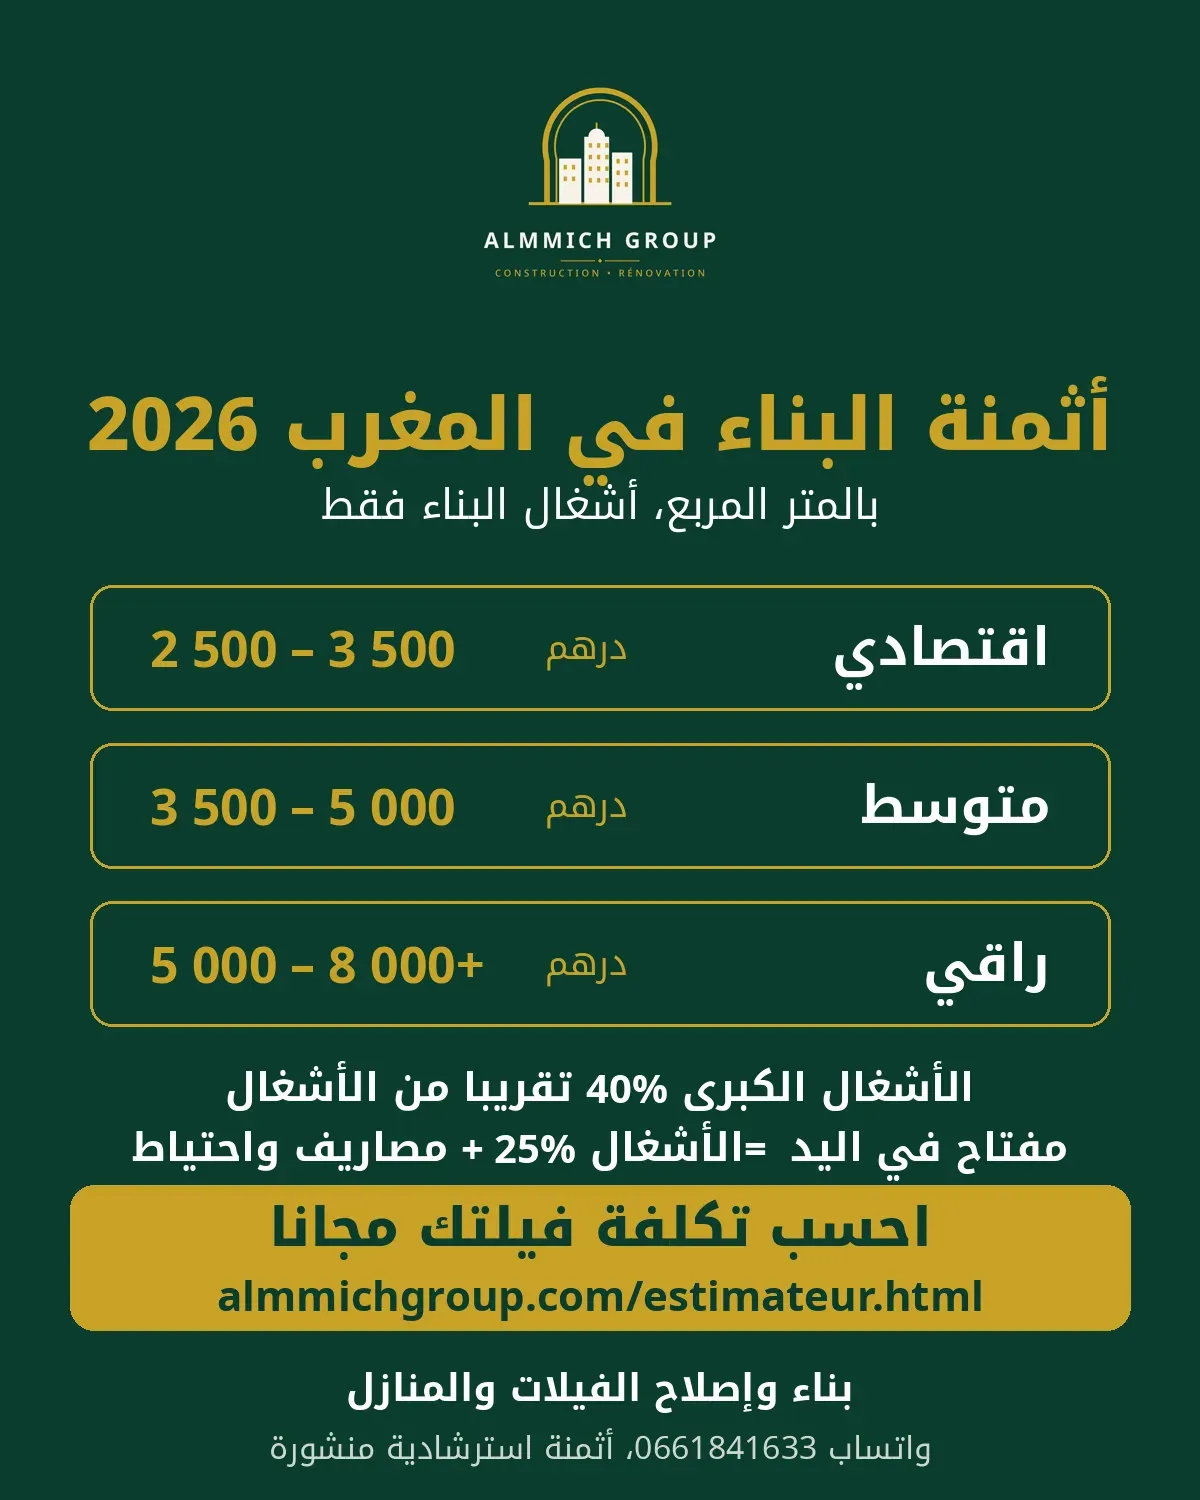 ALMMICH GROUP
CONSTRUCTION • RÉNOVATION
أثمنة البناء في المغرب 2026
بالمتر المربع، أشغال البناء فقط
اقتصادي درهم 2 500 – 3 500
متوسط درهم 3 500 – 5 000
راقي درهم 5 000 – 8 000+
الأشغال الكبرى 40% تقريبا من الأشغال
مفتاح في اليد =الأشغال 25% + مصاريف واحتياط
احسب تكلفة فيلتك مجانا
almmichgroup.com/estimateur.html
بناء وإصلاح الفيلات والمنازل
واتساب 0661841633، أثمنة استرشادية منشورة